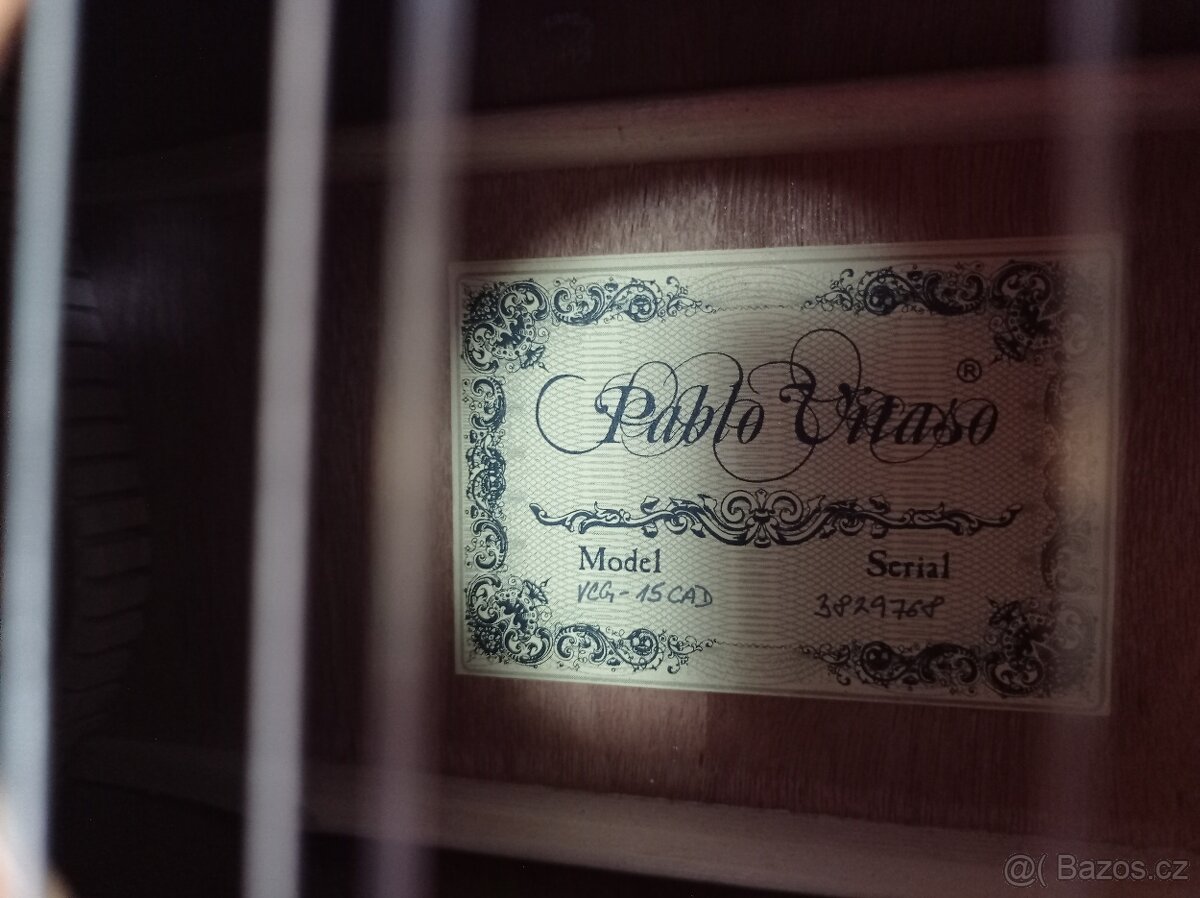 Pablo Vitaso ®
Model Serial
VCG-15CAD 3829768
@( Bazos.cz